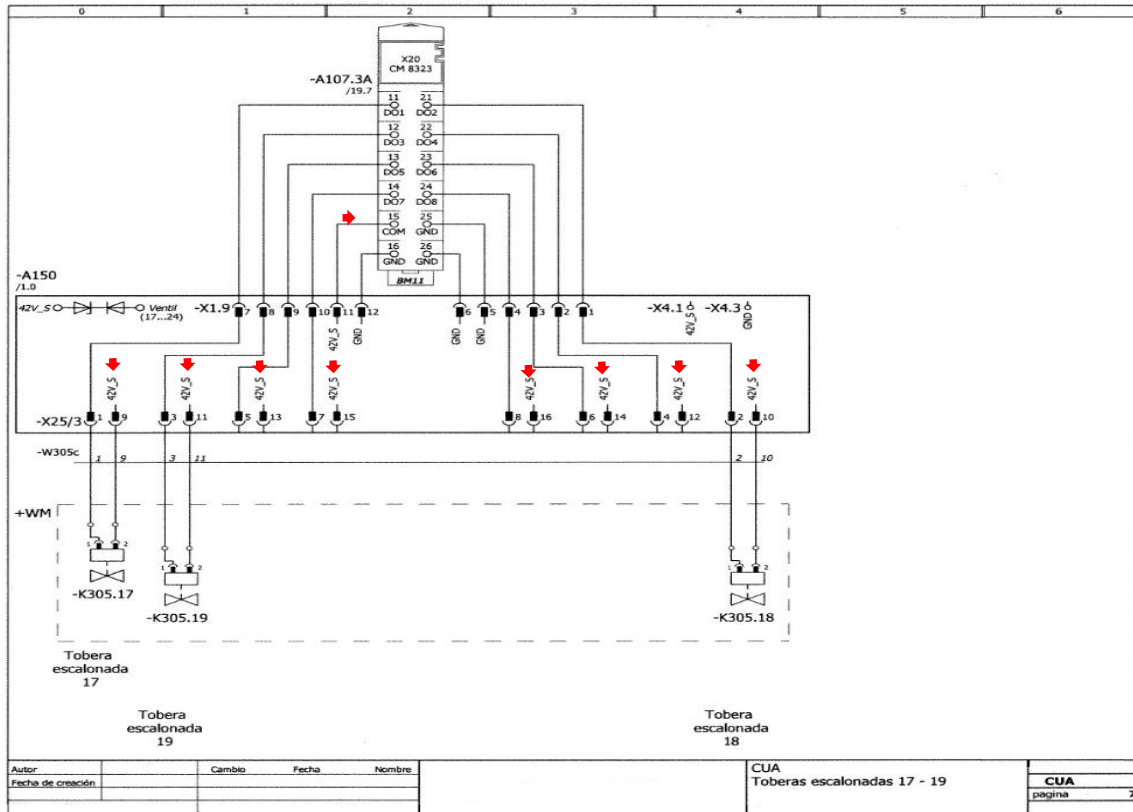 0 1 2 3 4 5 6
X20
CM 8323
-A107.3A
/19.7
11 21
DO1 DO2
12 22
DO3 DO4
13 23
DO5 DO6
14 24
DO7 DO8
15 25
COM GND
16 26
GND GND
BM11
-A150
/1.0
42V_S Ventil
(17...24)
-X1.9 7 8 9 10 11 12 6 5 4 3 2 1
-X4.1 -X4.3
42V_S GND GND GND 42V_S GND
42V_S 42V_S 42V_S 42V_S 42V_S 42V_S 42V_S 42V_S
-X25/3 1 9 3 11 5 13 7 15 8 16 6 14 4 12 2 10
-W305c 1 9 3 11 2 10
+WM
1 2
-K305.17
1 2
-K305.19
1 2
-K305.18
Tobera
escalonada
17
Tobera
escalonada
19
Tobera
escalonada
18
Autor Cambio Fecha Nombre
Fecha de creación
CUA
Toberas escalonadas 17 - 19
CUA
pagina